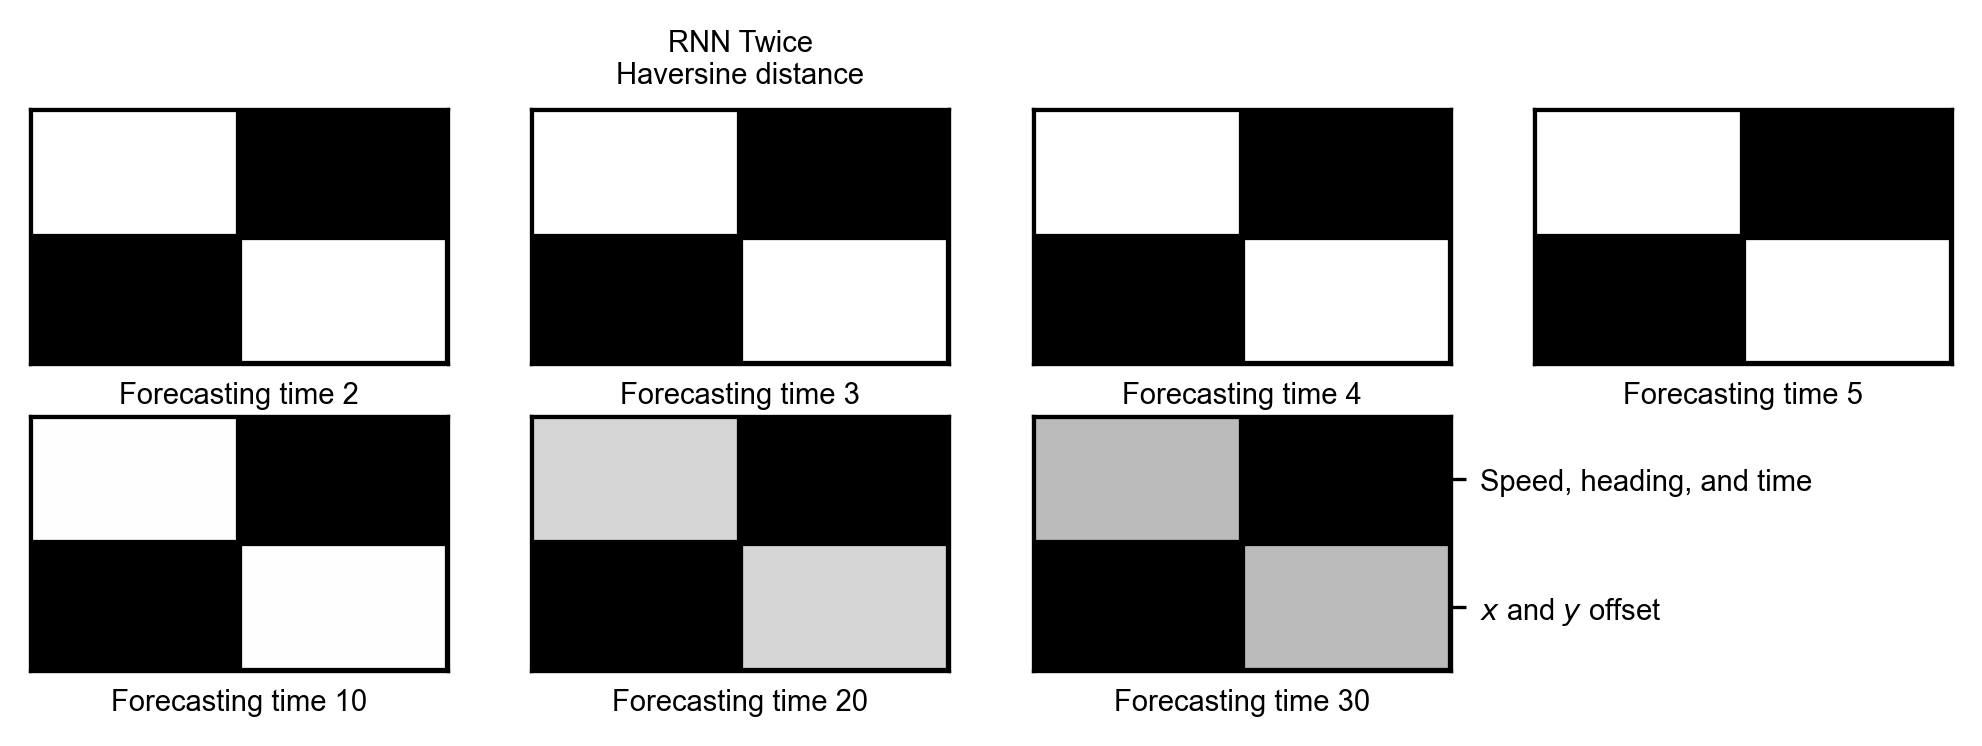 RNN Twice
Haversine distance
Forecasting time 2
Forecasting time 3
Forecasting time 4
Forecasting time 5
Speed, heading, and time
x and y offset
Forecasting time 10
Forecasting time 20
Forecasting time 30